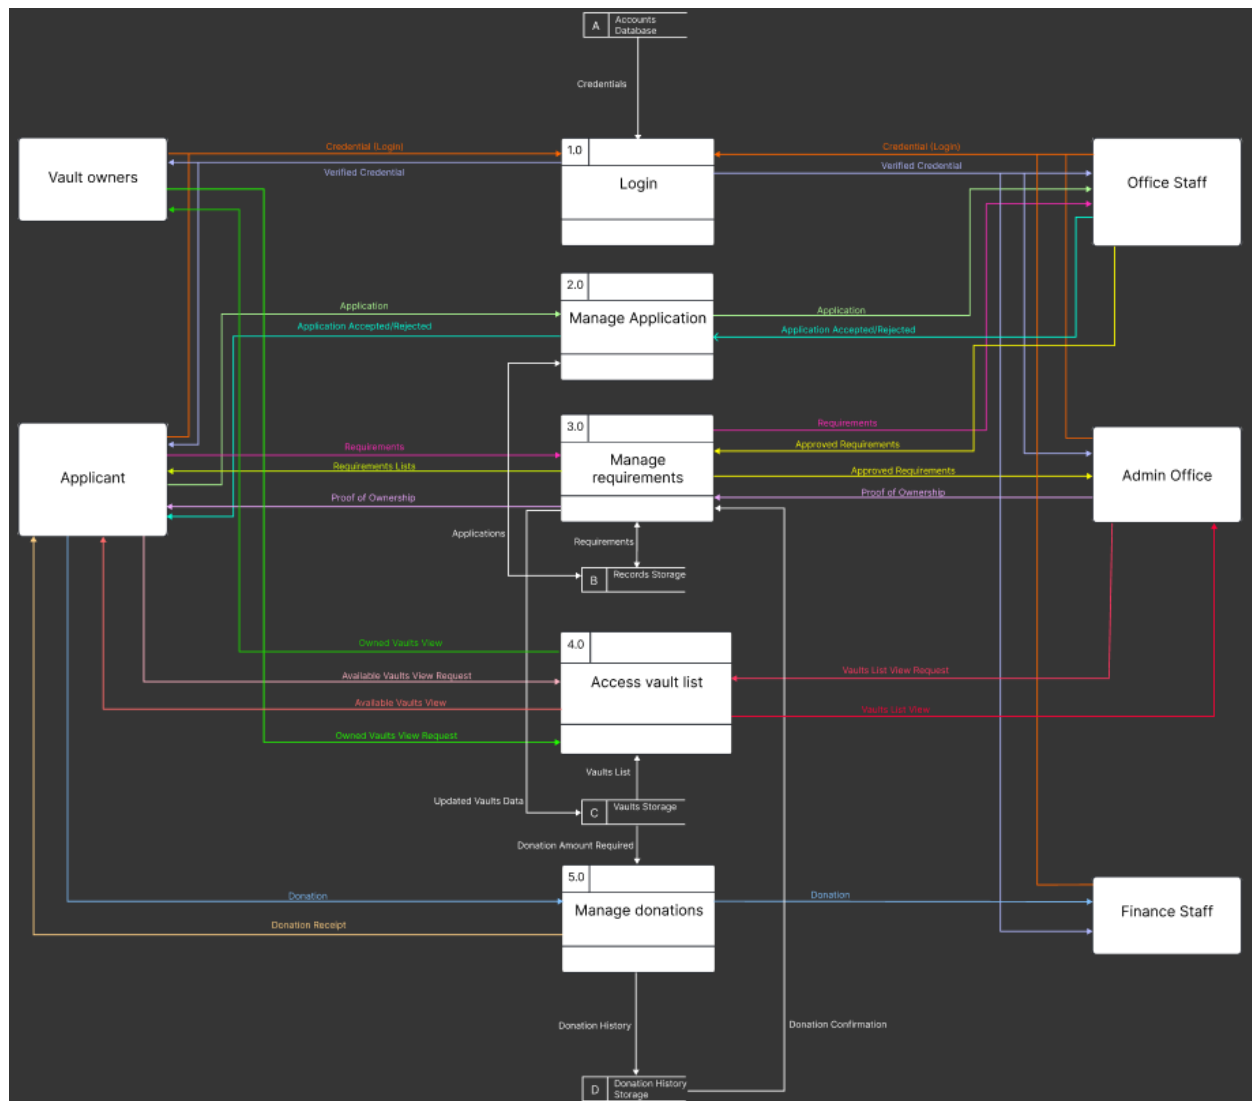 A
Accounts
Database
Credentials
Vault owners
Credential (Login)
Verified Credential
1.0
Login
Credential (Login)
Verified Credential
Office Staff
2.0
Manage Application
Application
Application Accepted/Rejected
Application
Application Accepted/Rejected
3.0
Manage
requirements
Applicant
Requirements
Requirements Lists
Proof of Ownership
Requirements
Approved Requirements
Approved Requirements
Proof of Ownership
Admin Office
Applications
Requirements
B
Records Storage
4.0
Access vault list
Owned Vaults View
Available Vaults View Request
Available Vaults View
Owned Vaults View Request
Vaults List View Request
Vaults List View
Vaults List
Updated Vaults Data
C
Vaults Storage
Donation Amount Required
5.0
Manage donations
Donation
Donation Receipt
Donation
Finance Staff
Donation History
Donation Confirmation
D
Donation History
Storage